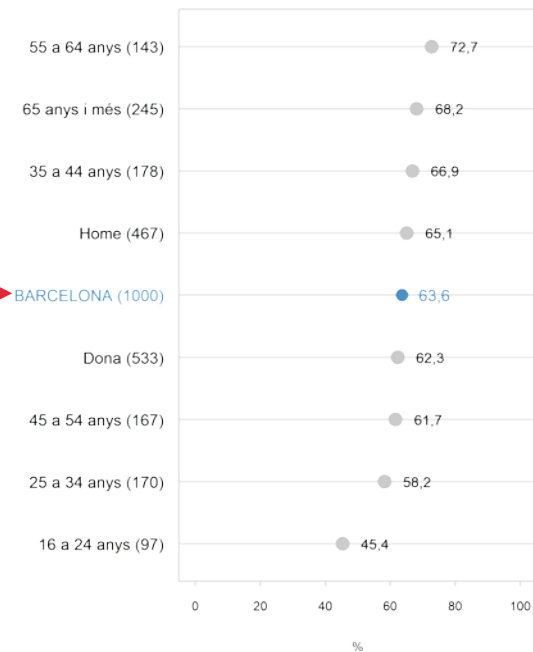 55 a 64 anys (143) 72,7
65 anys i més (245) 68,2
35 a 44 anys (178) 66,9
Home (467) 65,1
BARCELONA (1000) 63,6
Dona (533) 62,3
45 a 54 anys (167) 61,7
25 a 34 anys (170) 58,2
16 a 24 anys (97) 45,4
0 20 40 60 80 100
%